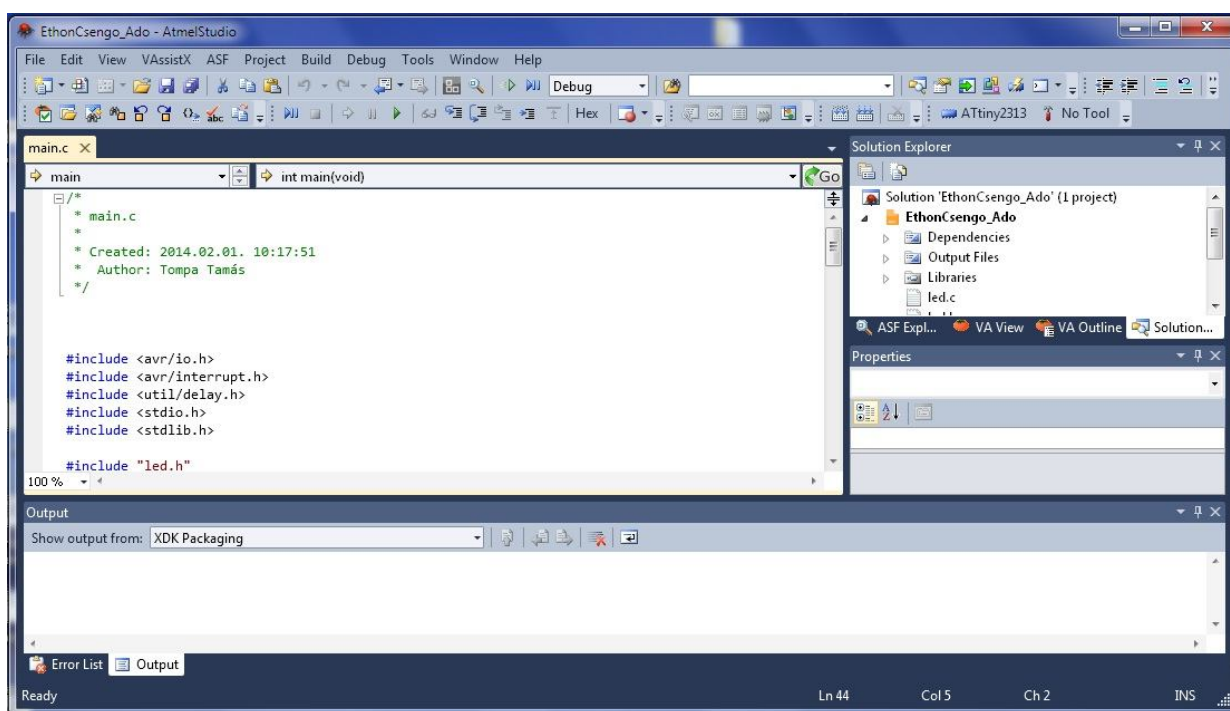 EthonCsengo_Ado - AtmelStudio
File Edit View VAssistX ASF Project Build Debug Tools Window Help
Debug
Hex ATtiny2313 No Tool
main.c
main int main(void) Go
/*
* main.c
*
* Created: 2014.02.01. 10:17:51
* Author: Tompa Tamás
*/
#include <avr/io.h>
#include <avr/interrupt.h>
#include <util/delay.h>
#include <stdio.h>
#include <stdlib.h>
#include "led.h"
100 %
Solution Explorer
Solution 'EthonCsengo_Ado' (1 project)
EthonCsengo_Ado
Dependencies
Output Files
Libraries
led.c
ASF Expl... VA View VA Outline Solution...
Properties
Output
Show output from: XDK Packaging
Error List Output
Ready Ln 44 Col 5 Ch 2 INS